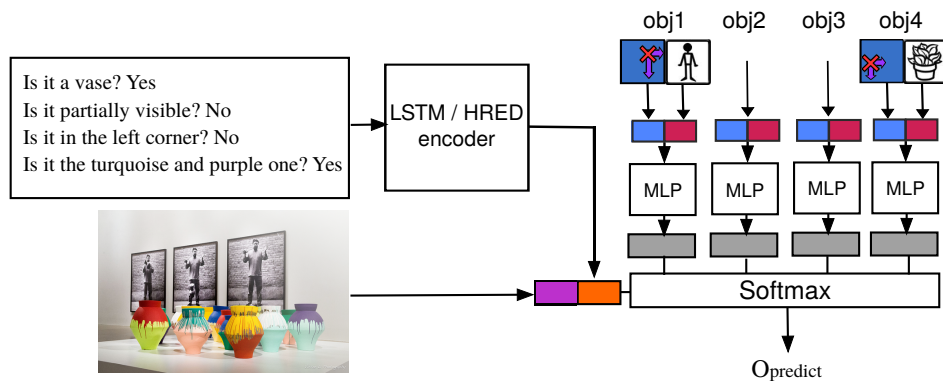 obj1 obj2 obj3 obj4
Is it a vase? Yes
Is it partially visible? No
Is it in the left corner? No
Is it the turquoise and purple one? Yes
LSTM / HRED
encoder
MLP MLP MLP MLP
Softmax
Opredict